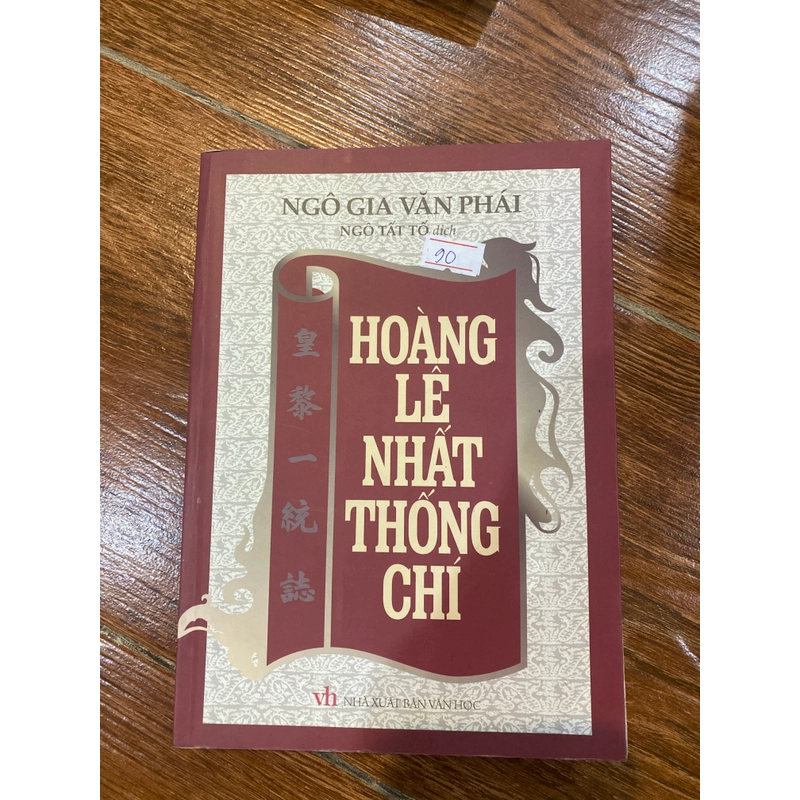 NGÔ GIA VĂN PHÁI
NGÔ TẤT TỐ dịch
90
皇黎一統誌
HOÀNG
LÊ
NHẤT
THỐNG
CHÍ
vh NHÀ XUẤT BẢN VĂN HỌC